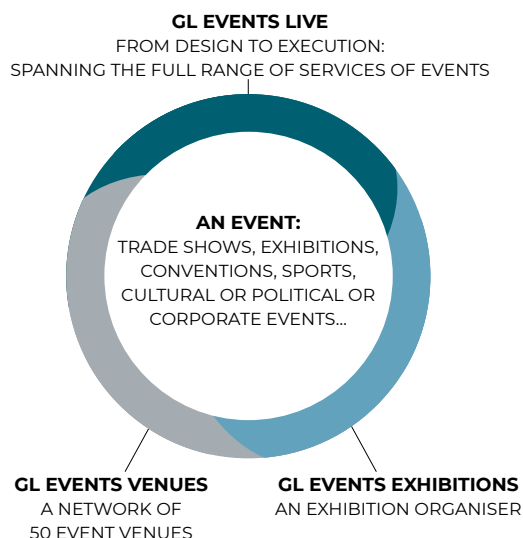 GL EVENTS LIVE
FROM DESIGN TO EXECUTION:
SPANNING THE FULL RANGE OF SERVICES OF EVENTS
AN EVENT:
TRADE SHOWS, EXHIBITIONS,
CONVENTIONS, SPORTS,
CULTURAL OR POLITICAL OR
CORPORATE EVENTS...
GL EVENTS VENUES
A NETWORK OF
50 EVENT VENUES
GL EVENTS EXHIBITIONS
AN EXHIBITION ORGANISER